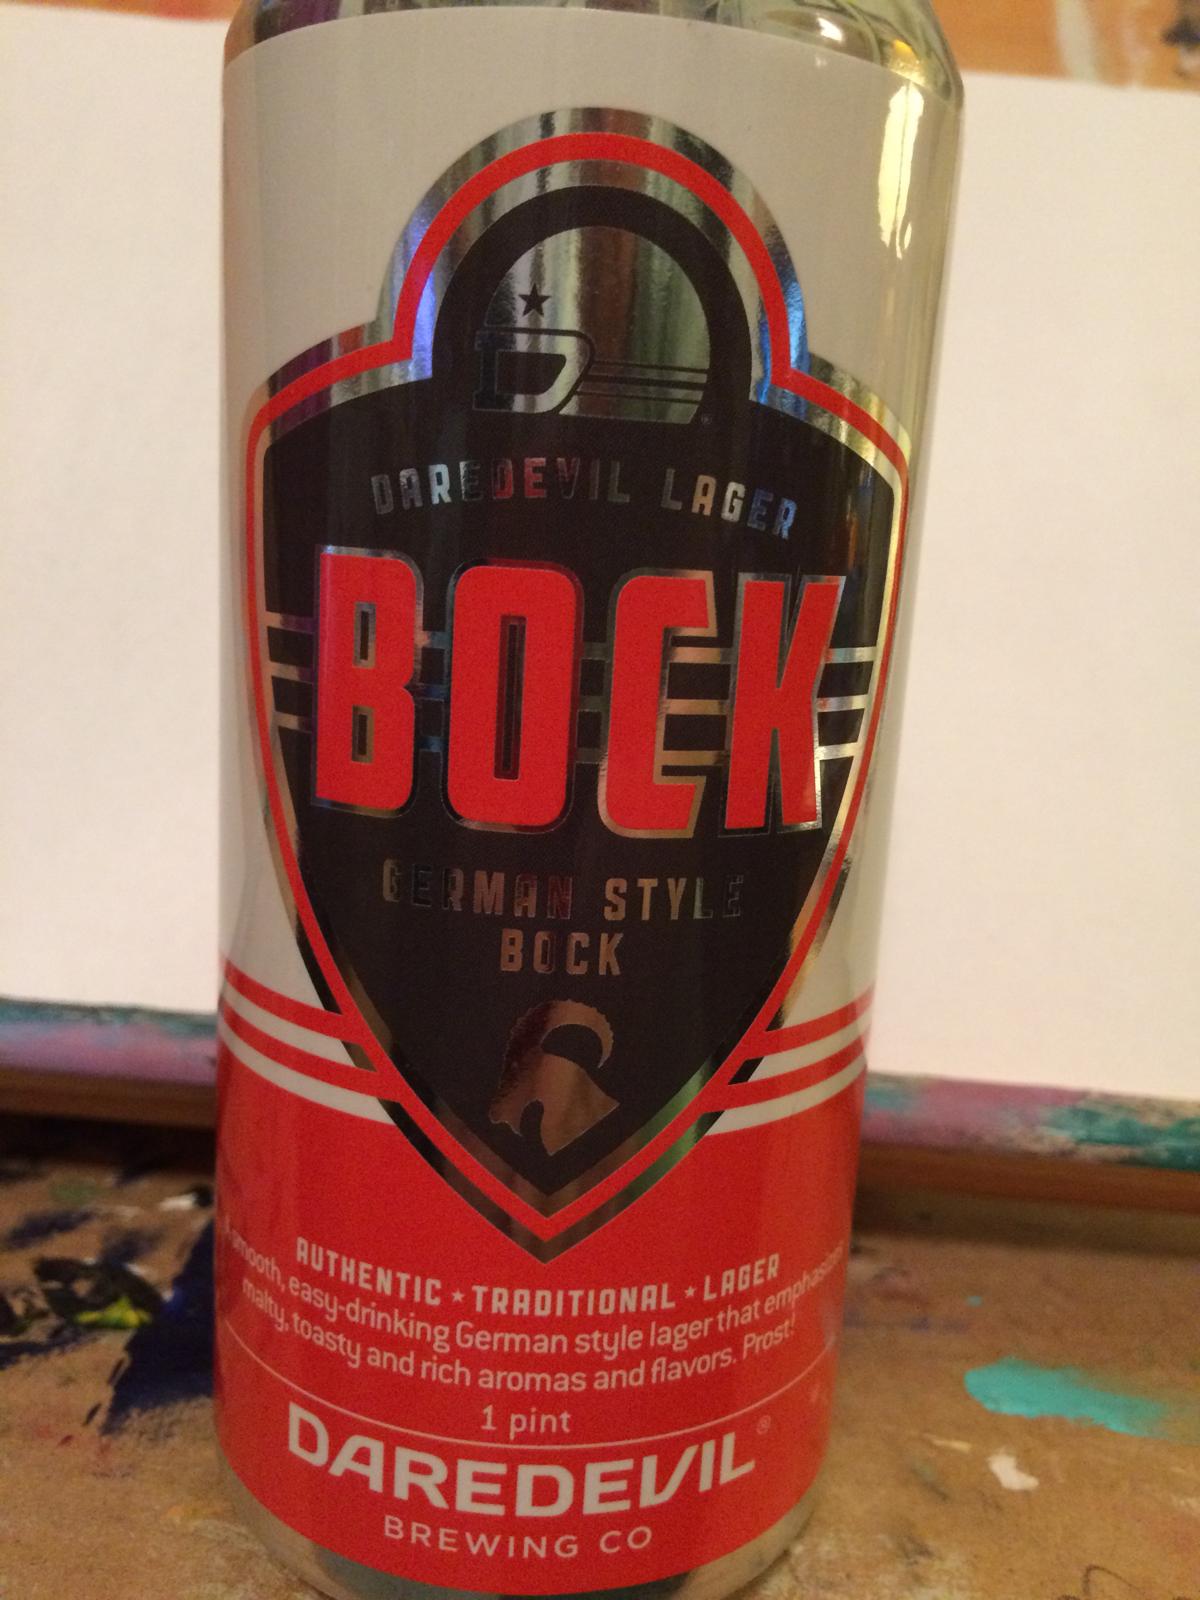 D
DAREDEVIL LAGER
BOCK
GERMAN STYLE
BOCK
AUTHENTIC ★ TRADITIONAL ★ LAGER
smooth, easy-drinking German style lager that emphasizes
malty, toasty and rich aromas and flavors. Prost!
1 pint
DAREDEVIL®
BREWING CO